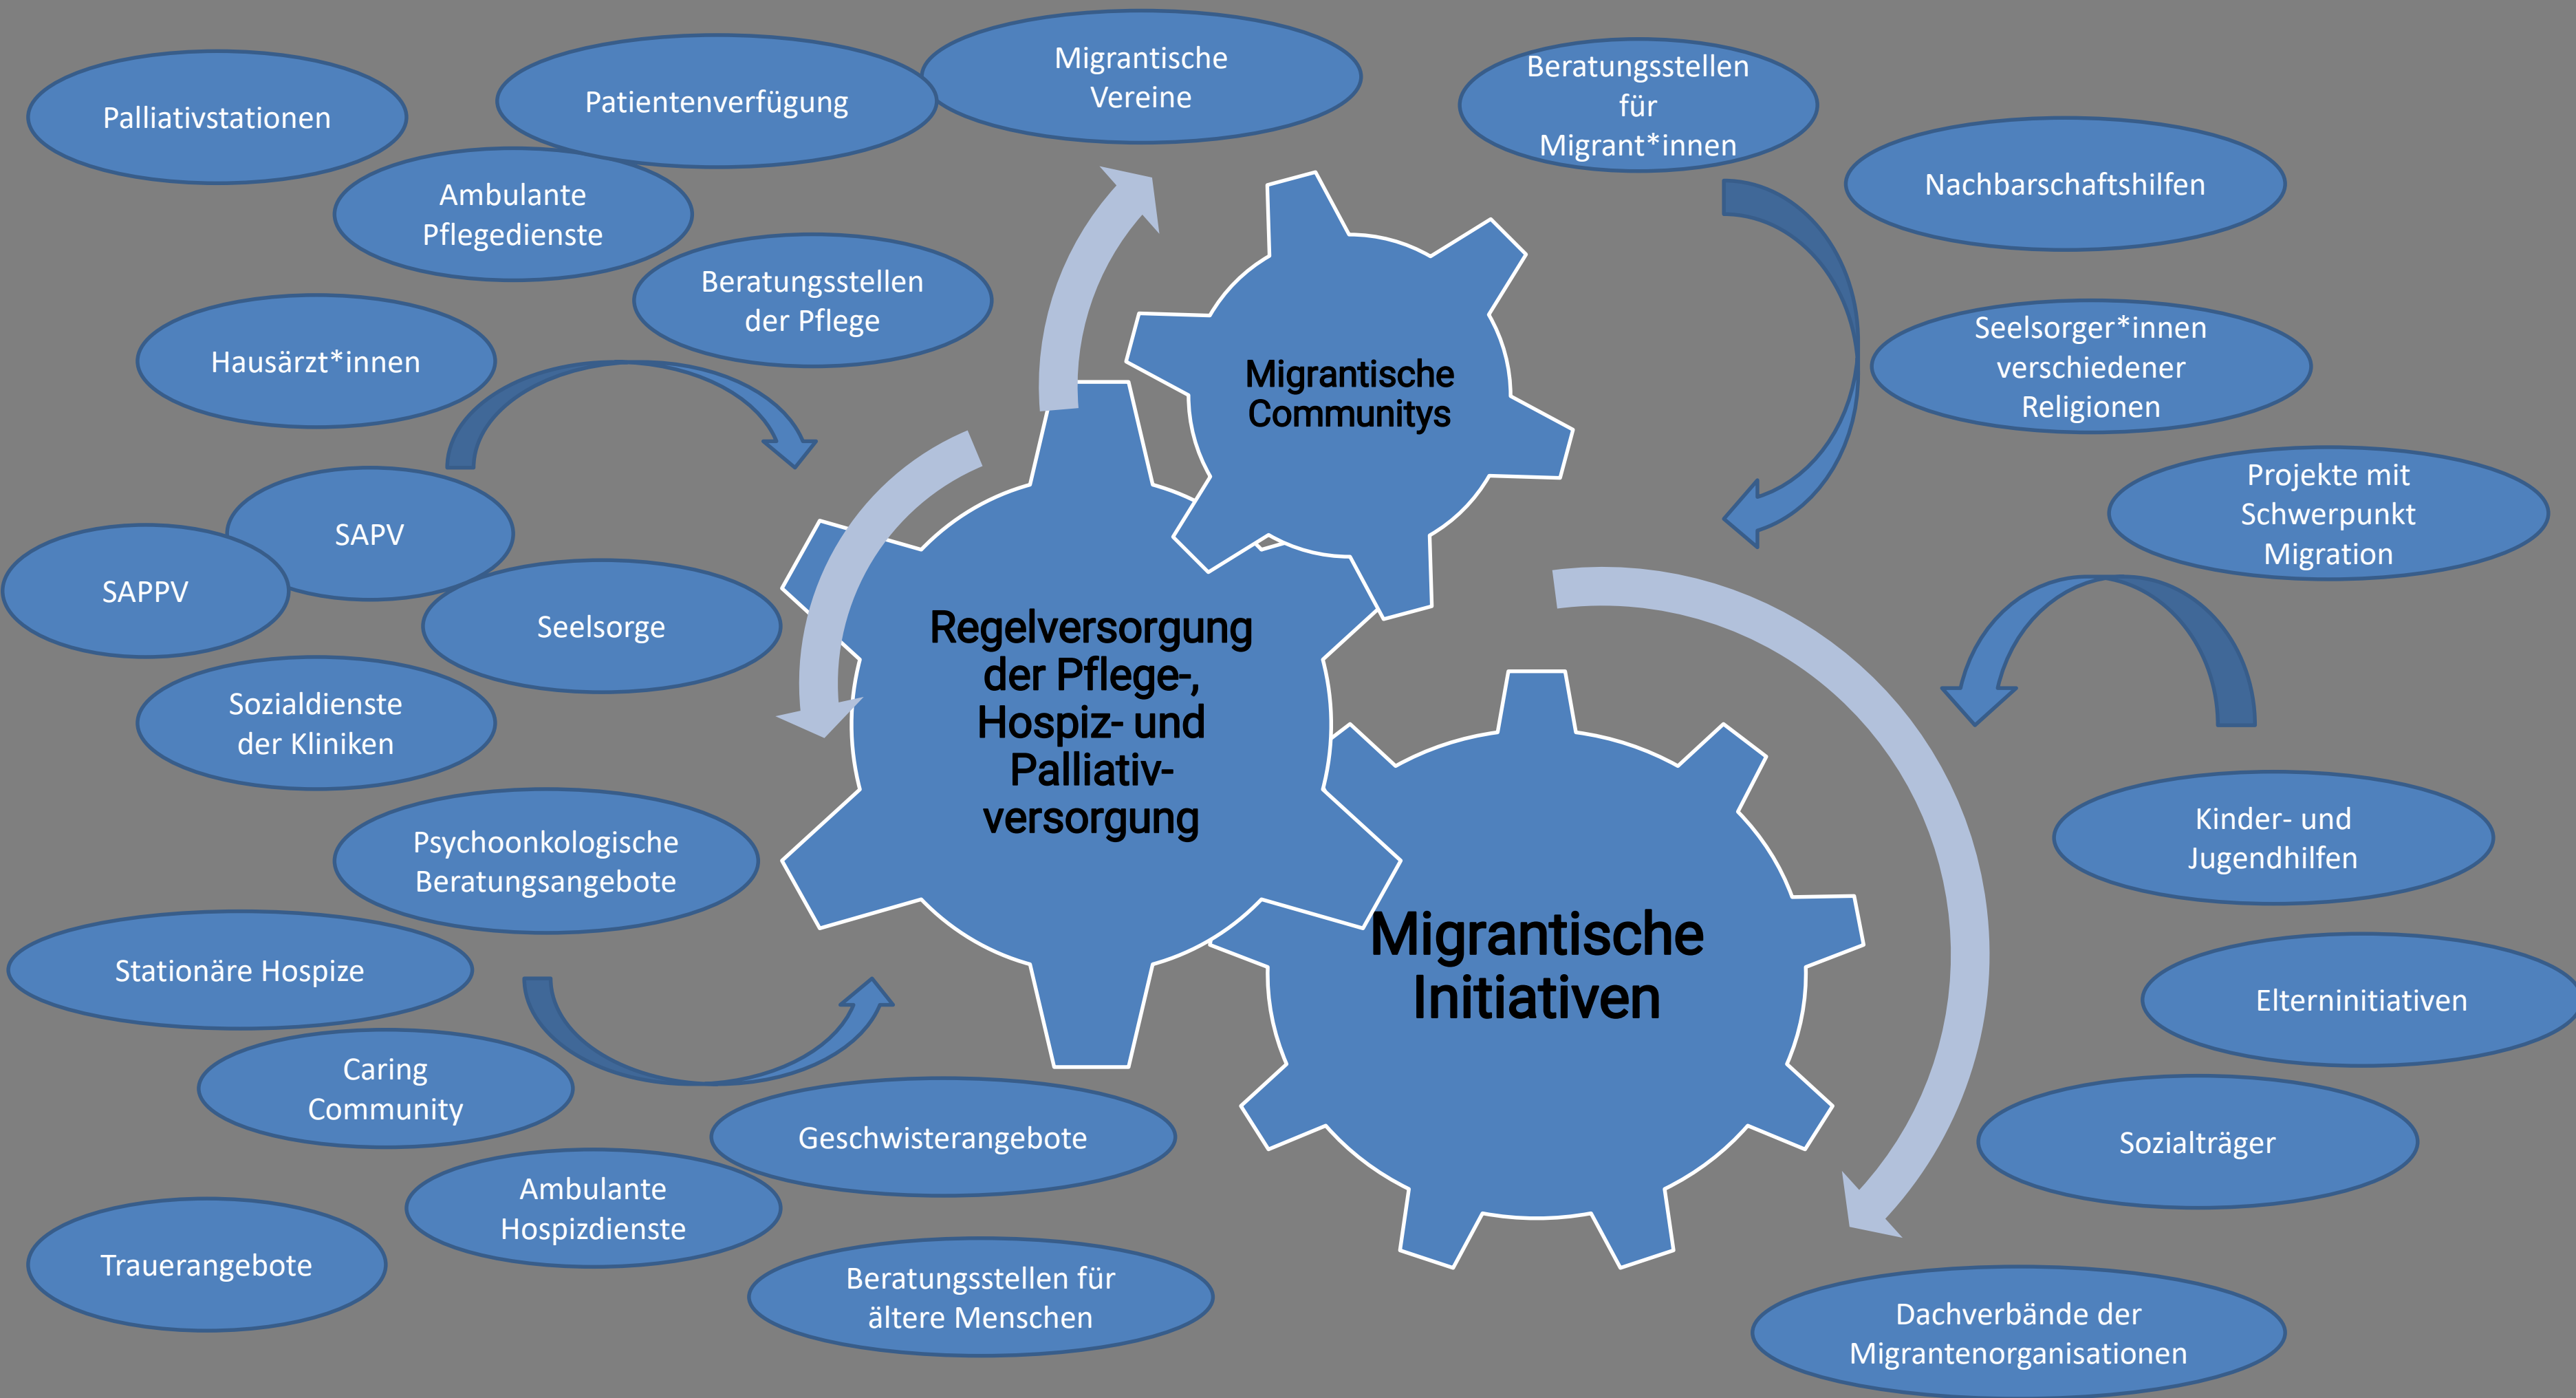 Palliativstationen
Patientenverfügung
Migrantische
Vereine
Beratungsstellen
für
Migrant*innen
Nachbarschaftshilfen
Ambulante
Pflegedienste
Beratungsstellen
der Pflege
Hausärzt*innen
Seelsorger*innen
verschiedener
Religionen
Migrantische
Communitys
SAPV
SAPPV
Seelsorge
Projekte mit
Schwerpunkt
Migration
Regelversorgung
der Pflege-,
Hospiz- und
Palliativ-
versorgung
Sozialdienste
der Kliniken
Psychoonkologische
Beratungsangebote
Kinder- und
Jugendhilfen
Migrantische
Initiativen
Stationäre Hospize
Elterninitiativen
Caring
Community
Geschwisterangebote
Sozialträger
Ambulante
Hospizdienste
Trauerangebote
Beratungsstellen für
ältere Menschen
Dachverbände der
Migrantenorganisationen